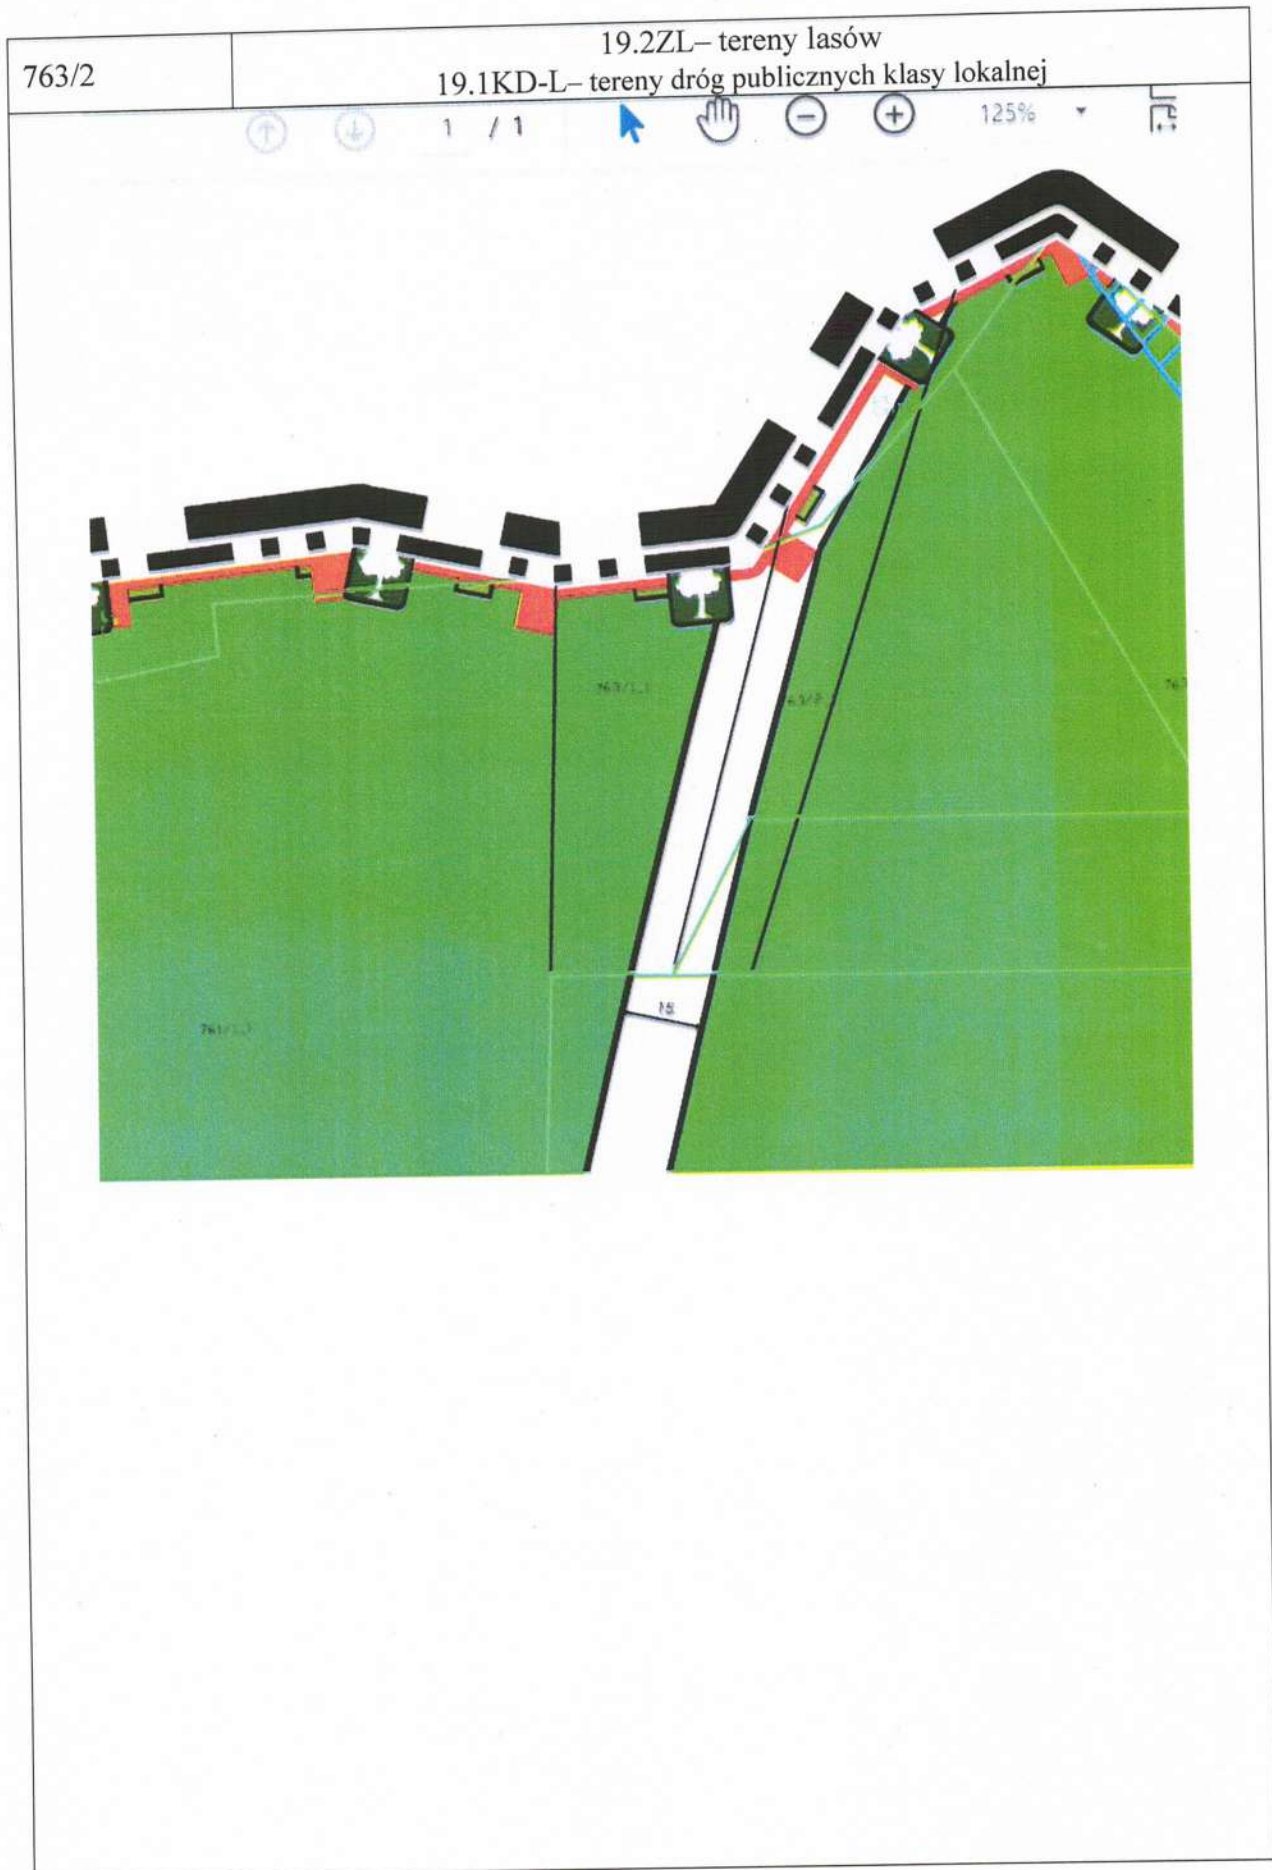 19.2ZL– tereny lasów
763/2
19.1KD-L– tereny dróg publicznych klasy lokalnej
1 / 1
125%